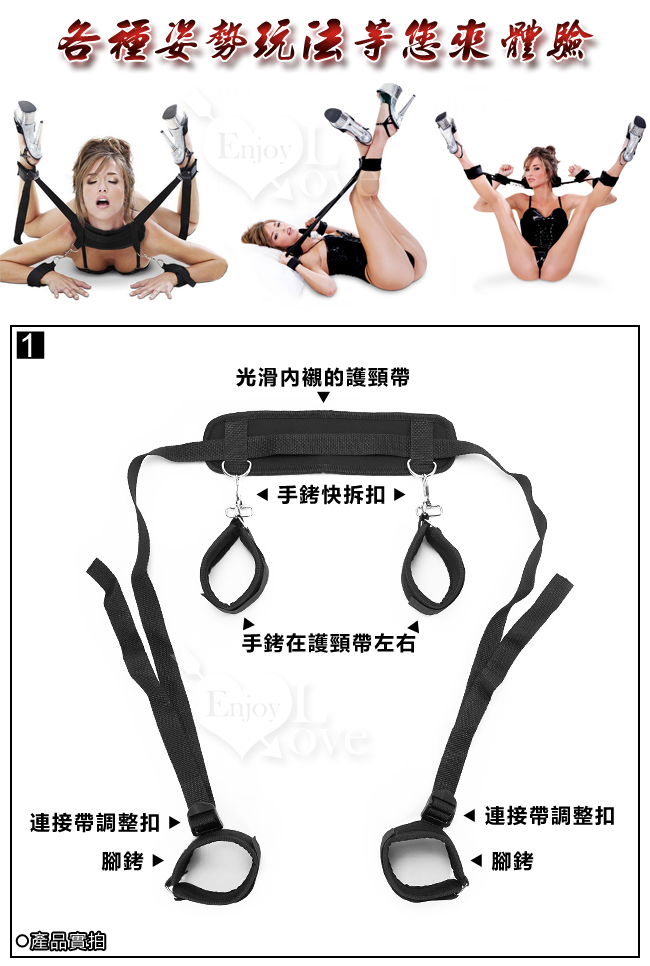 各種姿勢玩法等您來體驗
Enjoy Love
1
光滑內襯的護頸帶
手銬快拆扣
手銬在護頸帶左右
Enjoy Love
連接帶調整扣
連接帶調整扣
腳銬
腳銬
產品實拍